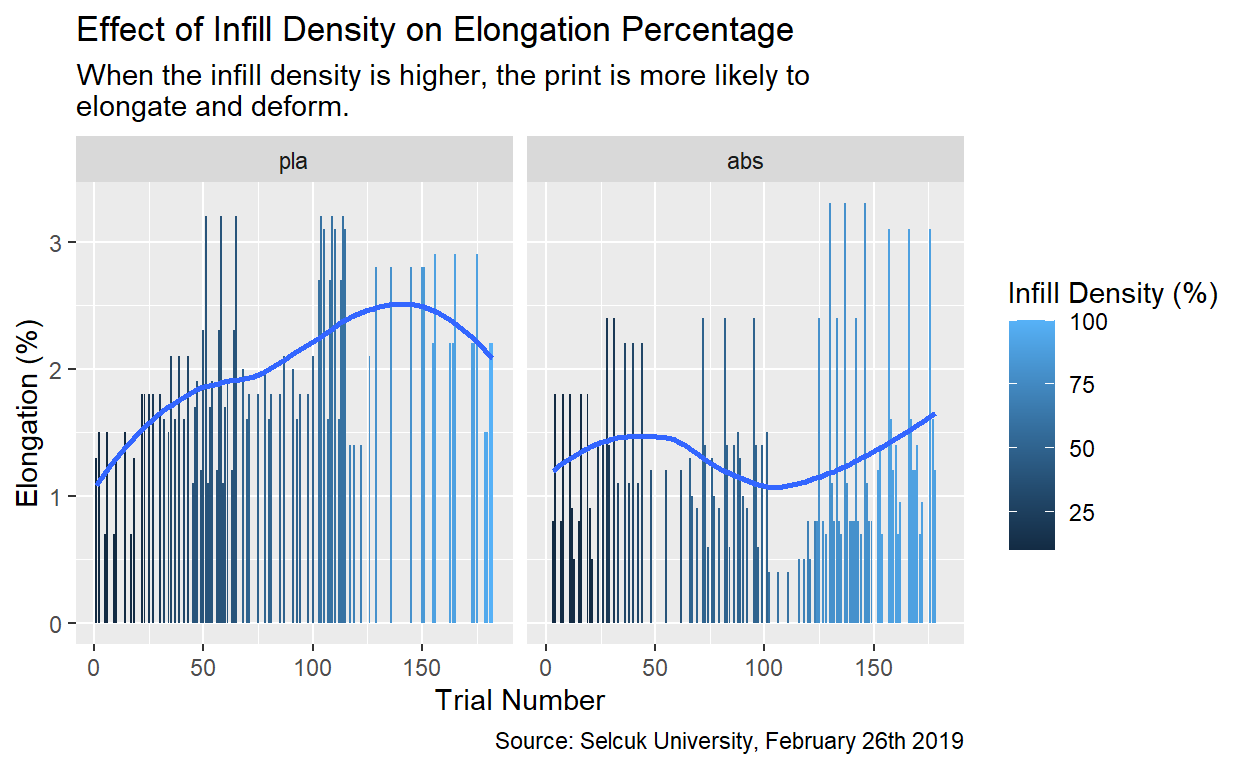 Effect of Infill Density on Elongation Percentage
When the infill density is higher, the print is more likely to
elongate and deform.
pla
abs
Elongation (%)
3
2
1
0
0
50
100
150
0
50
100
150
Trial Number
Infill Density (%)
100
75
50
25
Source: Selcuk University, February 26th 2019